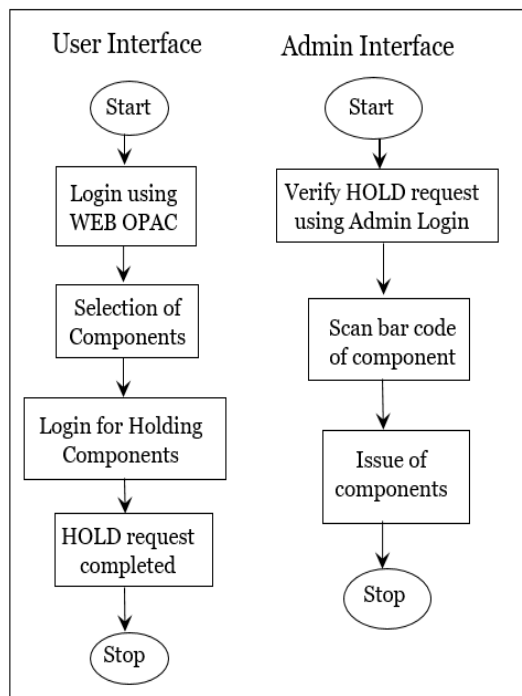 User Interface
Start
Login using
WEB OPAC
Selection of
Components
Login for Holding
Components
HOLD request
completed
Stop
Admin Interface
Start
Verify HOLD request
using Admin Login
Scan bar code
of component
Issue of
components
Stop